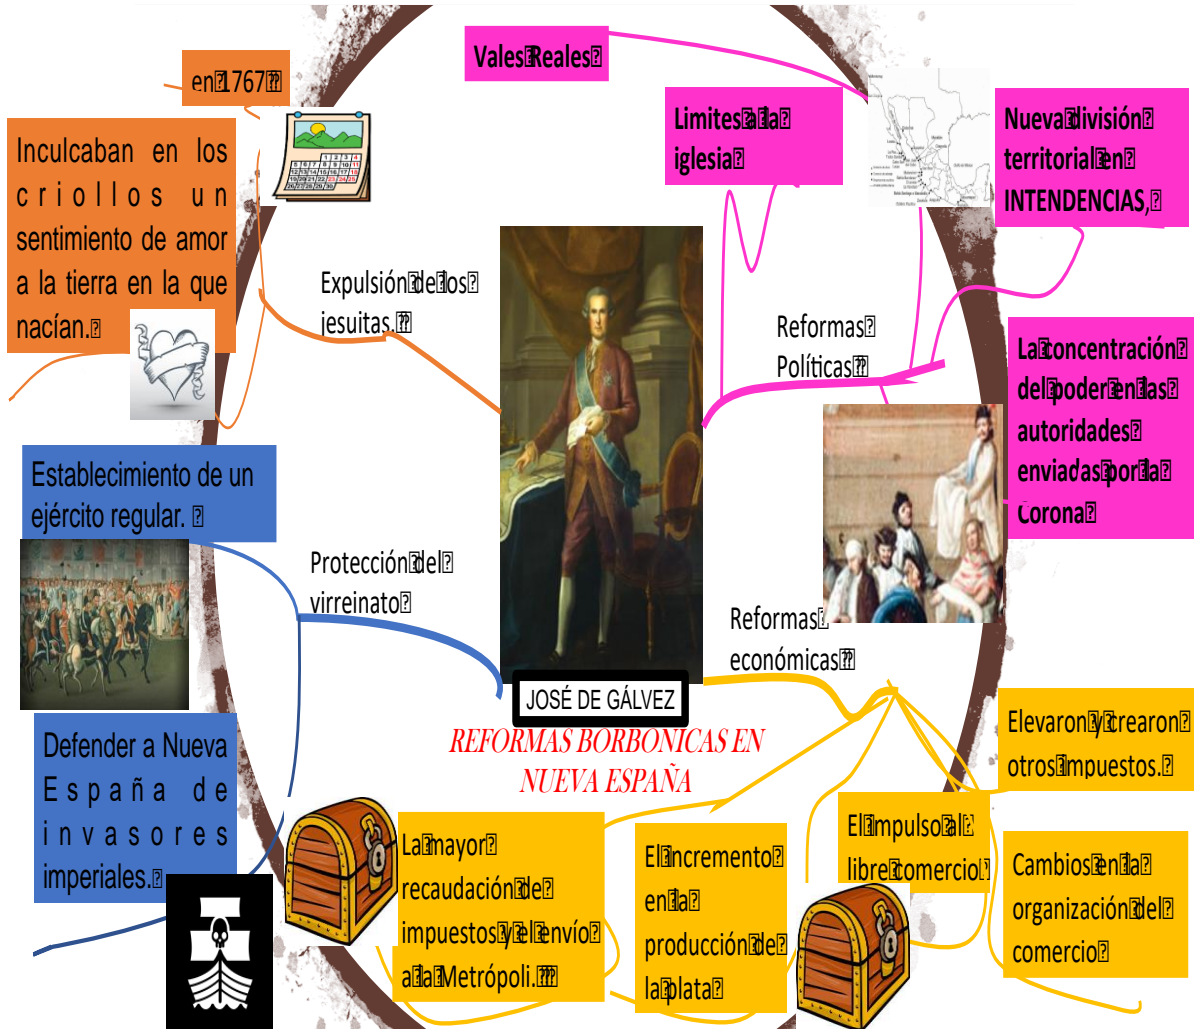 Vales Reales
en 1767
Limites a la
iglesia
Nueva división
territorial en
INTENDENCIAS,
Inculcaban en los
criollos un
sentimiento de amor
a la tierra en la que
nacían.
Expulsión de los
jesuitas.
Reformas
Políticas
La concentración
del poder en las
autoridades
enviadas por la
Corona
Establecimiento de un
ejército regular.
Protección del
virreinato
Reformas
económicas
JOSÉ DE GÁLVEZ
REFORMAS BORBONICAS EN
NUEVA ESPAÑA
Defender a Nueva
España de
invasores
imperiales.
Elevaron y crearon
otros impuestos.
El impulso al
libre comercio
La mayor
recaudación de
impuestos y el envío
a la Metrópoli.
El incremento
en la
producción de
la plata
Cambios en la
organización del
comercio